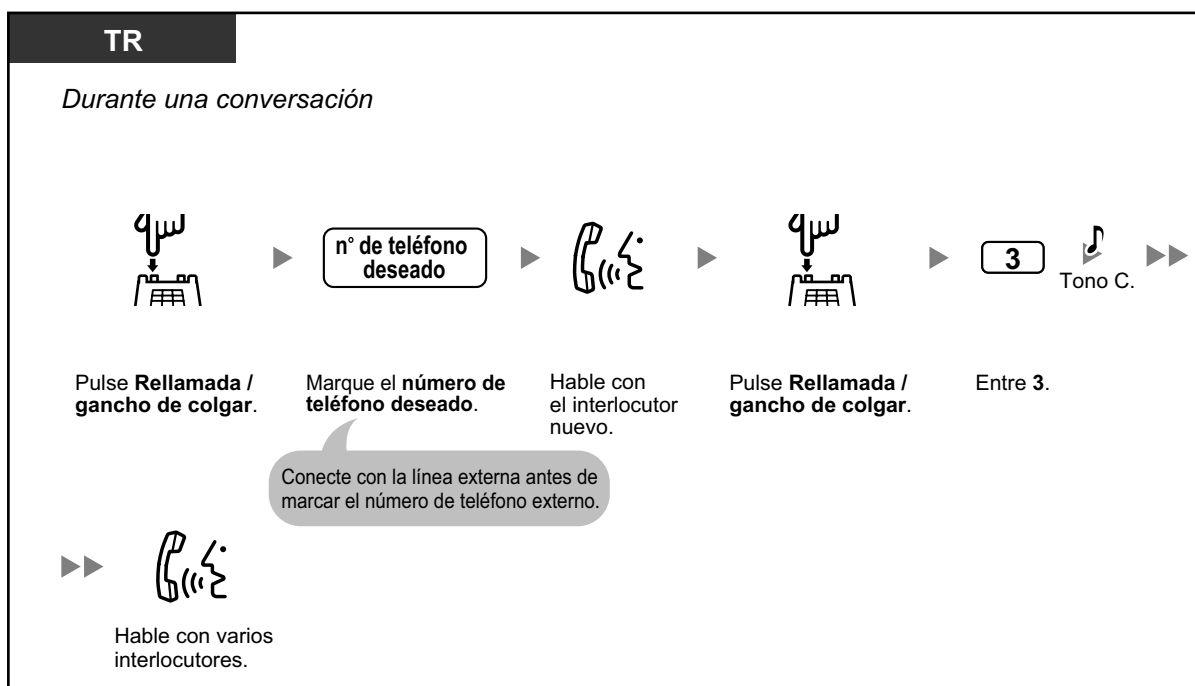 TR
Durante una conversación
n° de teléfono
deseado
3
Tono C.
Pulse Rellamada /
gancho de colgar.
Marque el número de
teléfono deseado.
Hable con
el interlocutor
nuevo.
Pulse Rellamada /
gancho de colgar.
Entre 3.
Conecte con la línea externa antes de
marcar el número de teléfono externo.
Hable con varios
interlocutores.